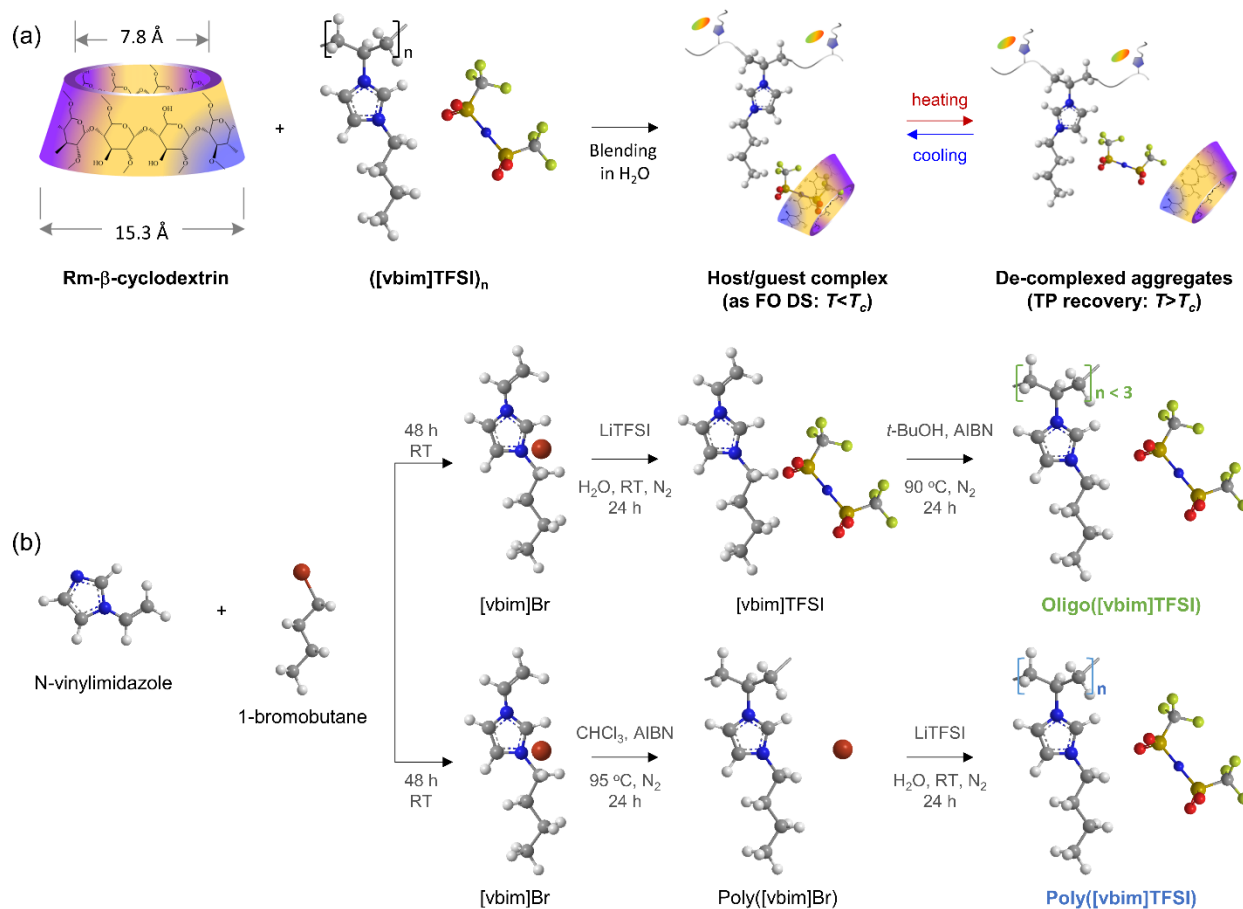 (a)
7.8 Å
15.3 Å
Rm-β-cyclodextrin
+
n
([vbim]TFSI)n
Blending
in H2O
Host/guest complex
(as FO DS: T<Tc)
heating
cooling
De-complexed aggregates
(TP recovery: T>Tc)
(b)
N-vinylimidazole
+
1-bromobutane
48 h
RT
[vbim]Br
LiTFSI
H2O, RT, N2
24 h
[vbim]TFSI
t-BuOH, AIBN
90 oC, N2
24 h
n < 3
Oligo([vbim]TFSI)
48 h
RT
[vbim]Br
CHCl3, AIBN
95 oC, N2
24 h
Poly([vbim]Br)
LiTFSI
H2O, RT, N2
24 h
n
Poly([vbim]TFSI)